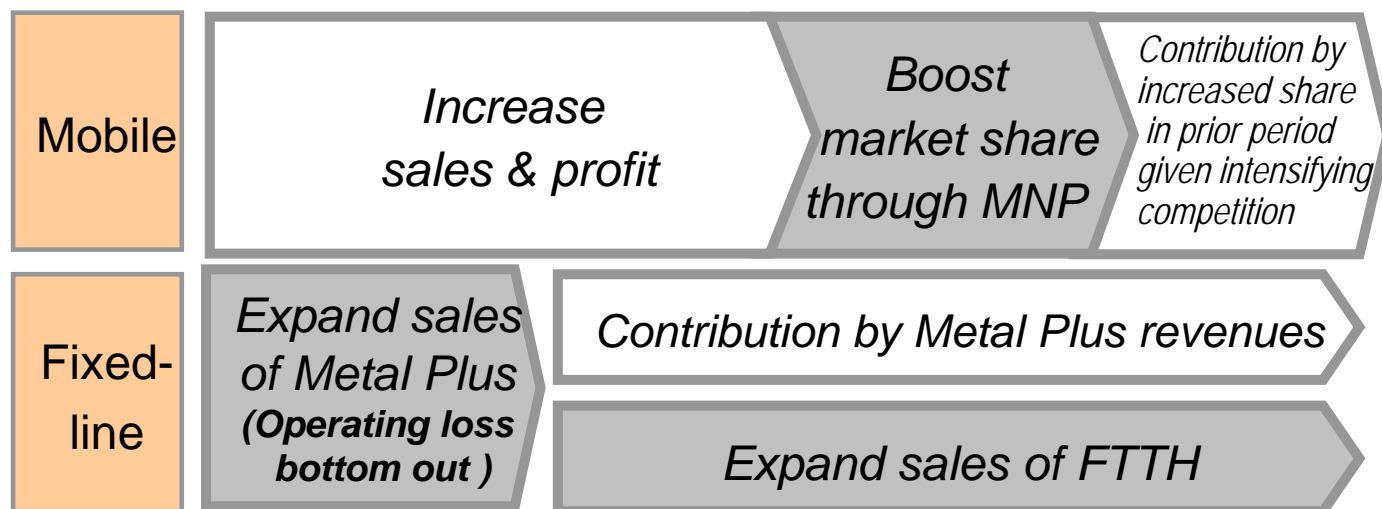 Mobile
Increase
sales & profit
Boost
market share
through MNP
Contribution by
increased share
in prior period
given intensifying
competition
Fixed-
line
Expand sales
of Metal Plus
(Operating loss
bottom out )
Contribution by Metal Plus revenues
Expand sales of FTTH